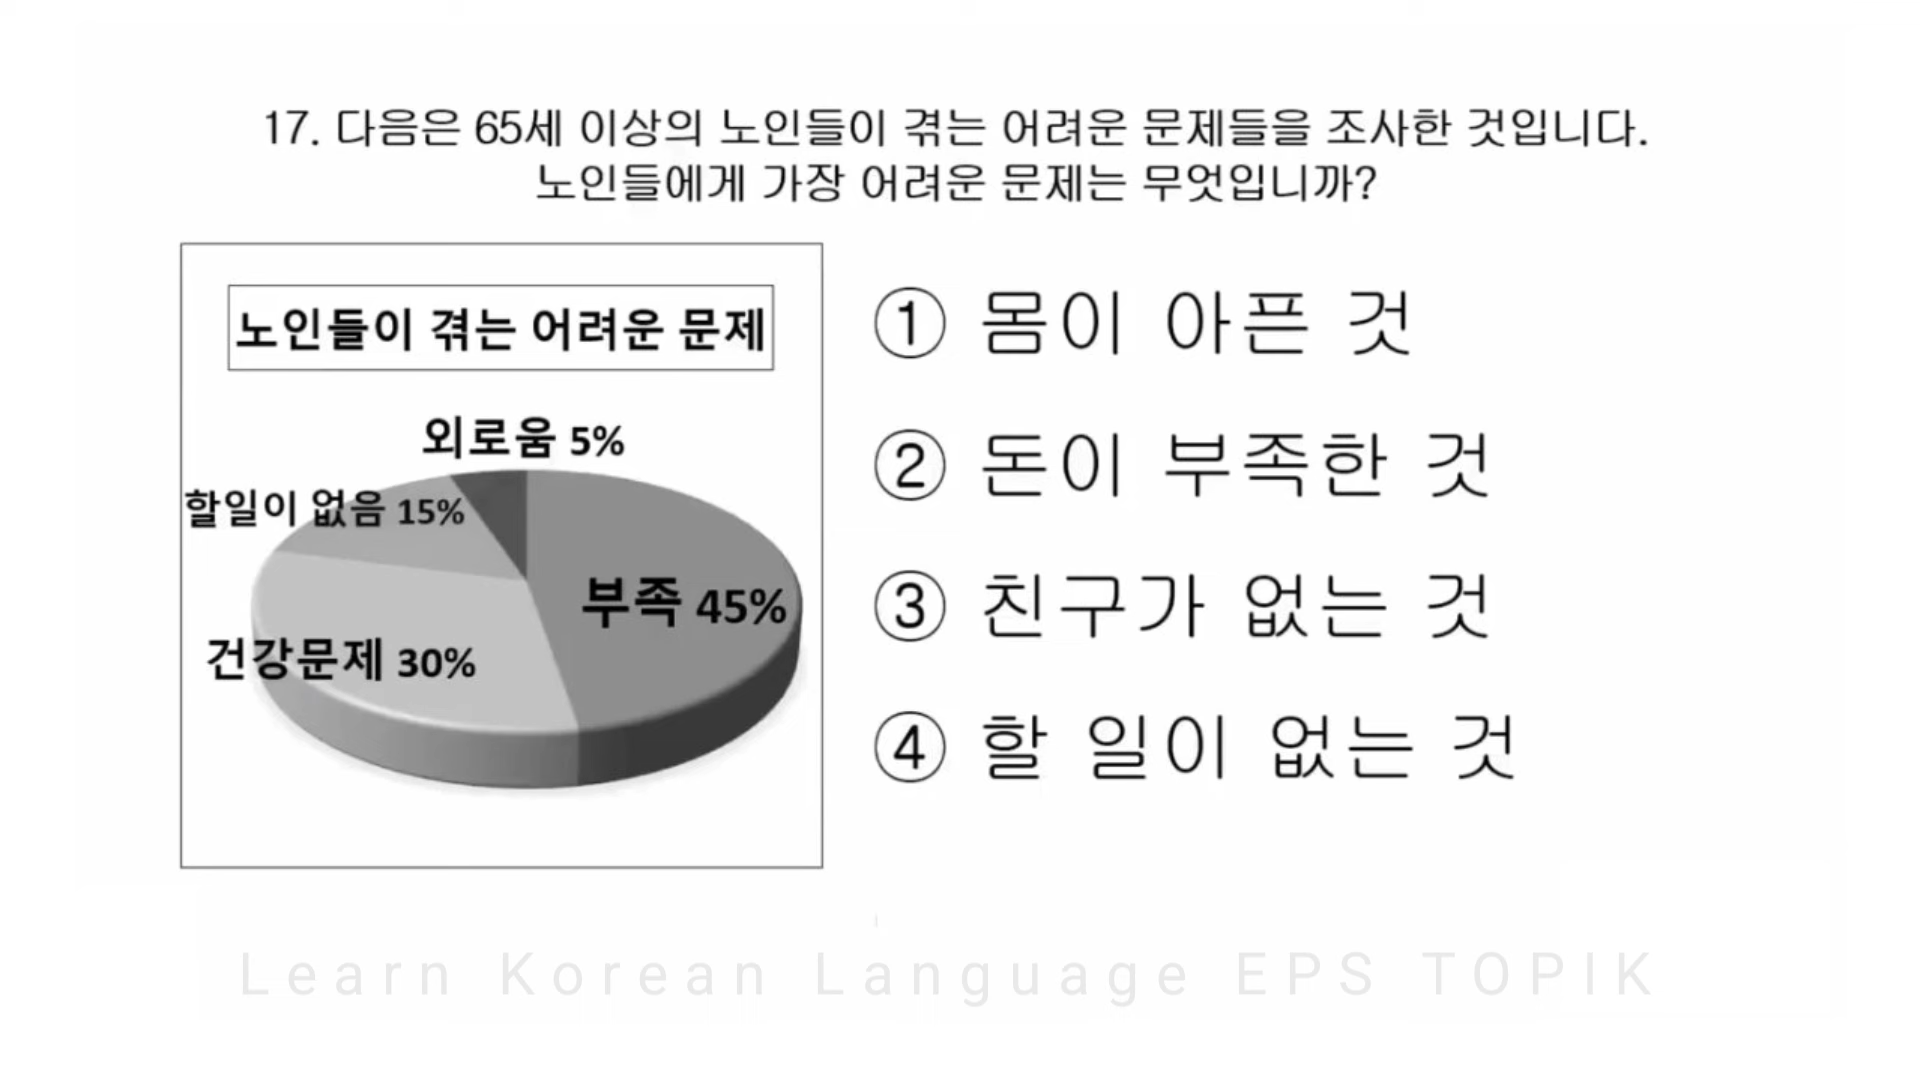 17. 다음은 65세 이상의 노인들이 겪는 어려운 문제들을 조사한 것입니다.
노인들에게 가장 어려운 문제는 무엇입니까?
노인들이 겪는 어려운 문제
외로움 5%
할일이 없음 15%
부족 45%
건강문제 30%
① 몸이 아픈 것
② 돈이 부족한 것
③ 친구가 없는 것
④ 할 일이 없는 것
Learn Korean Language EPS TOPIK